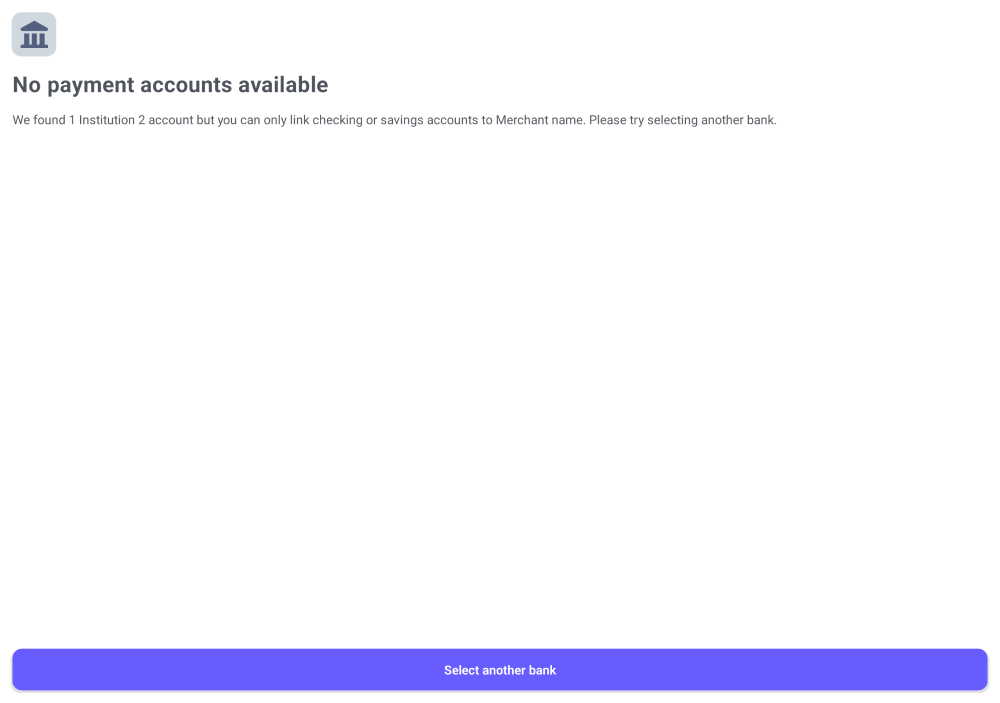 No payment accounts available
We found 1 Institution 2 account but you can only link checking or savings accounts to Merchant name. Please try selecting another bank.
Select another bank